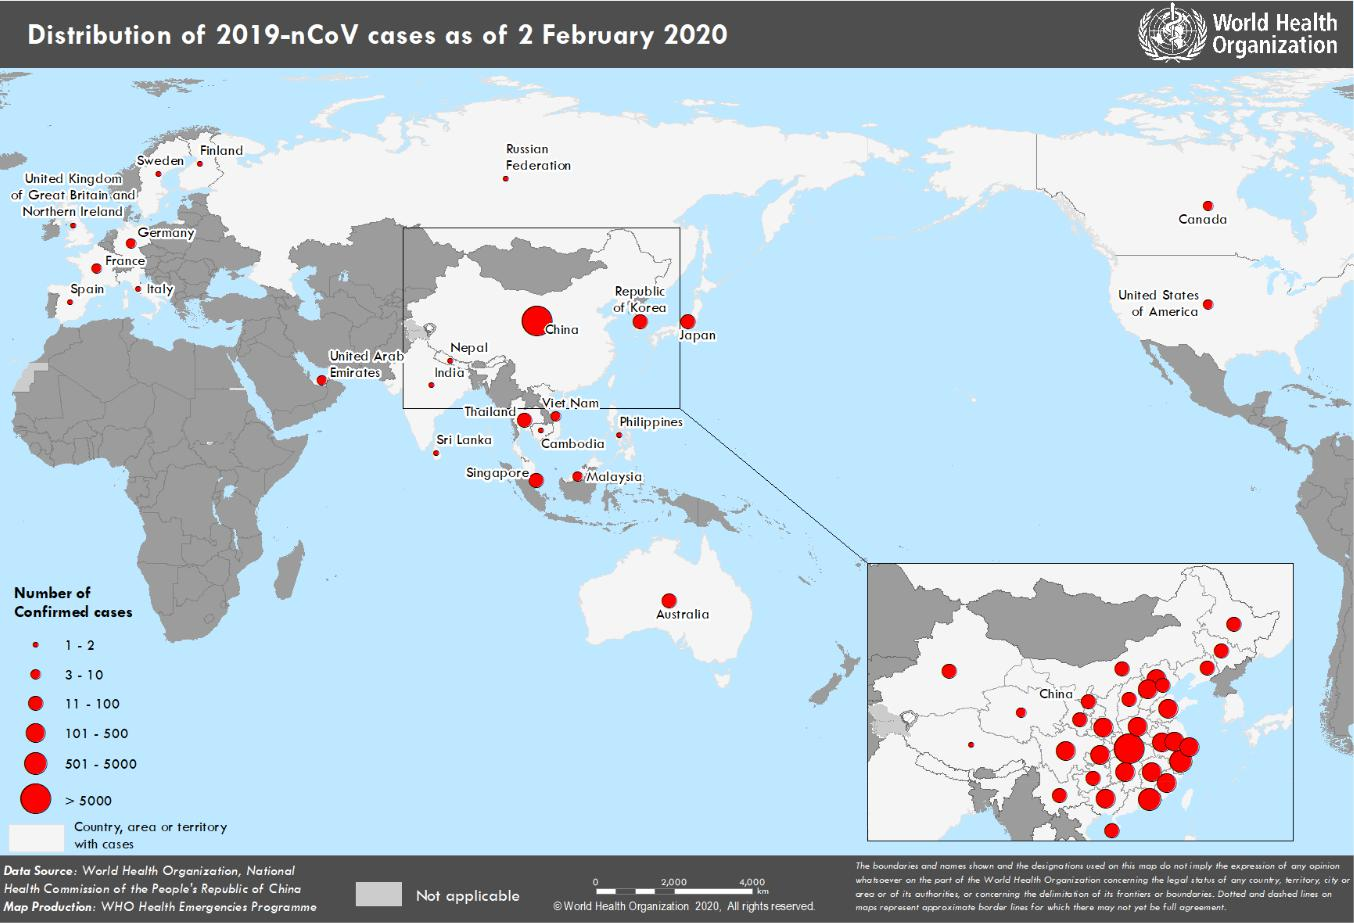 Distribution of 2019-nCoV cases as of 2 February 2020
World Health
Organization
Finland
Sweden
United Kingdom
of Great Britain and
Northern Ireland
Germany
France
Spain
Italy
Russian
Federation
Canada
United States
of America
Republic
of Korea
China
Japan
Nepal
India
United Arab
Emirates
Thailand
Viet Nam
Philippines
Cambodia
Sri Lanka
Singapore
Malaysia
Australia
China
Number of
Confirmed cases
1 - 2
3 - 10
11 - 100
101 - 500
501 - 5000
> 5000
Country, area or territory
with cases
Data Source: World Health Organization, National
Health Commission of the People's Republic of China
Map Production: WHO Health Emergencies Programme
Not applicable
0 2,000 4,000
km
© World Health Organization 2020, All rights reserved.
The boundaries and names shown and the designations used on this map do not imply the expression of any opinion
whatsoever on the part of the World Health Organization concerning the legal status of any country, territory, city or
area or of its authorities, or concerning the delimitation of its frontiers or boundaries. Dotted and dashed lines on
maps represent approximate border lines for which there may not yet be full agreement.